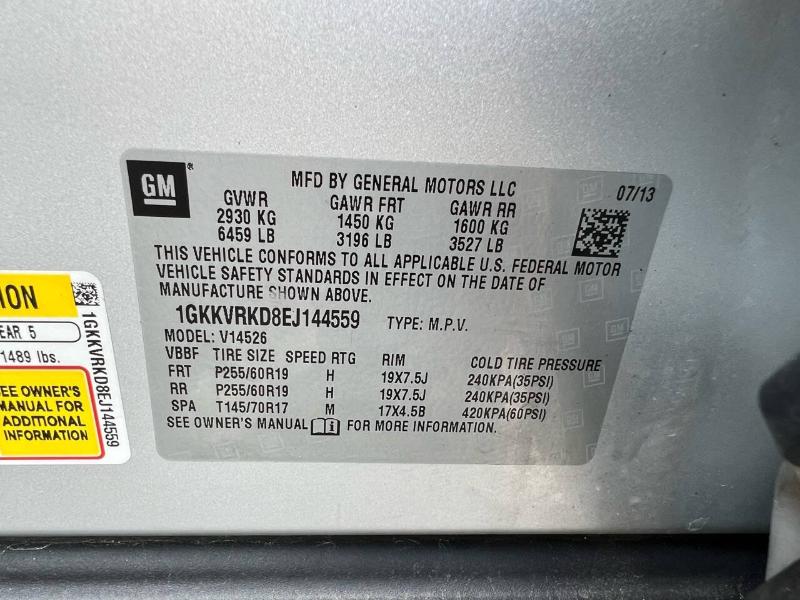 GM
MFD BY GENERAL MOTORS LLC
07/13
GVWR GAWR FRT GAWR RR
2930 KG 1450 KG 1600 KG
6459 LB 3196 LB 3527 LB
THIS VEHICLE CONFORMS TO ALL APPLICABLE U.S. FEDERAL MOTOR
VEHICLE SAFETY STANDARDS IN EFFECT ON THE DATE OF
MANUFACTURE SHOWN ABOVE.
1GKKVRKD8EJ144559 TYPE: M.P.V.
MODEL: V14526
VBBF TIRE SIZE SPEED RTG RIM COLD TIRE PRESSURE
FRT P255/60R19 H 19X7.5J 240KPA(35PSI)
RR P255/60R19 H 19X7.5J 240KPA(35PSI)
SPA T145/70R17 M 17X4.5B 420KPA(60PSI)
SEE OWNER'S MANUAL FOR MORE INFORMATION.
EAR 5
1489 lbs.
SEE OWNER'S
MANUAL FOR
ADDITIONAL
INFORMATION
1GKKVRKD8EJ144559